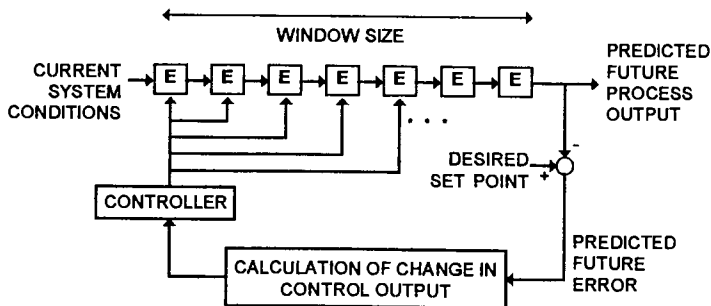 WINDOW SIZE
CURRENT
SYSTEM
CONDITIONS
E E E E E E E
PREDICTED
FUTURE
PROCESS
OUTPUT
. . .
-
DESIRED
SET POINT
+
CONTROLLER
CALCULATION OF CHANGE IN
CONTROL OUTPUT
PREDICTED
FUTURE
ERROR